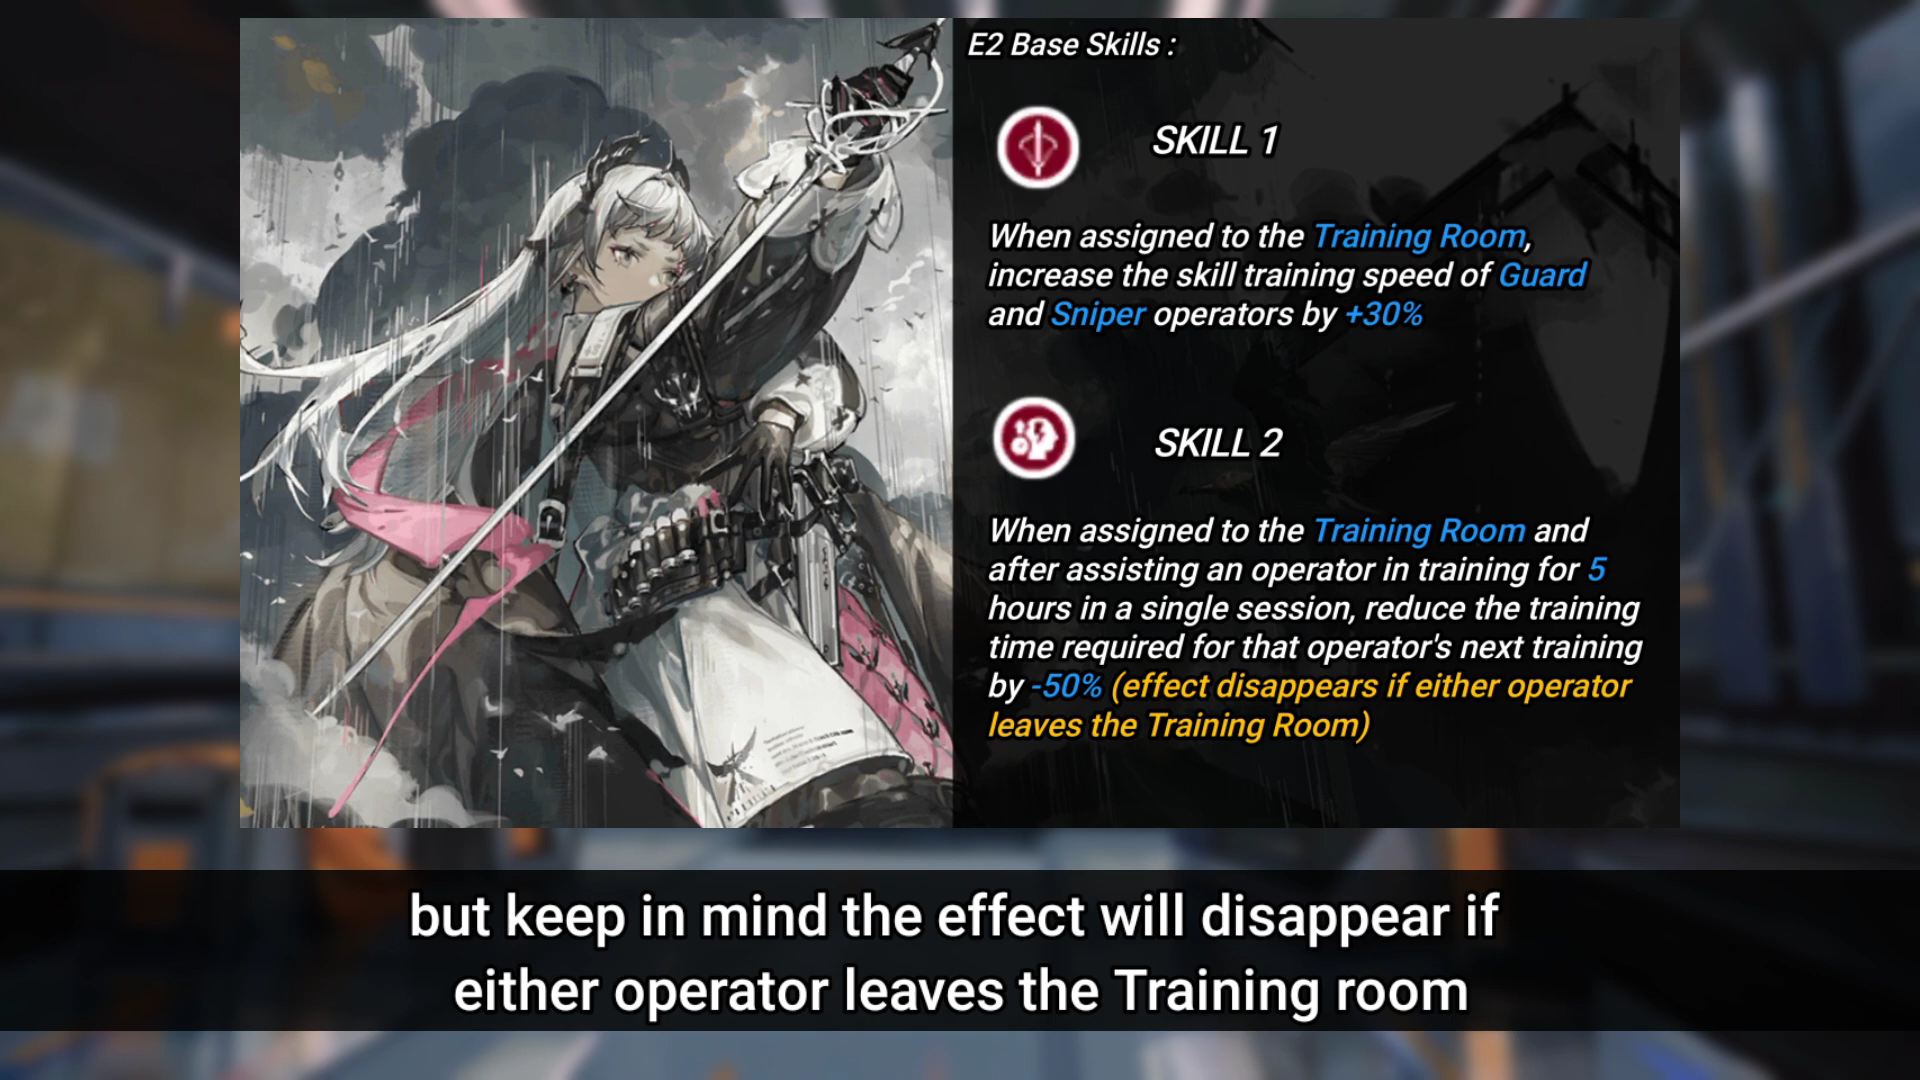 E2 Base Skills :
SKILL 1
When assigned to the Training Room,
increase the skill training speed of Guard
and Sniper operators by +30%
SKILL 2
When assigned to the Training Room and
after assisting an operator in training for 5
hours in a single session, reduce the training
time required for that operator's next training
by -50% (effect disappears if either operator
leaves the Training Room)
but keep in mind the effect will disappear if
either operator leaves the Training room